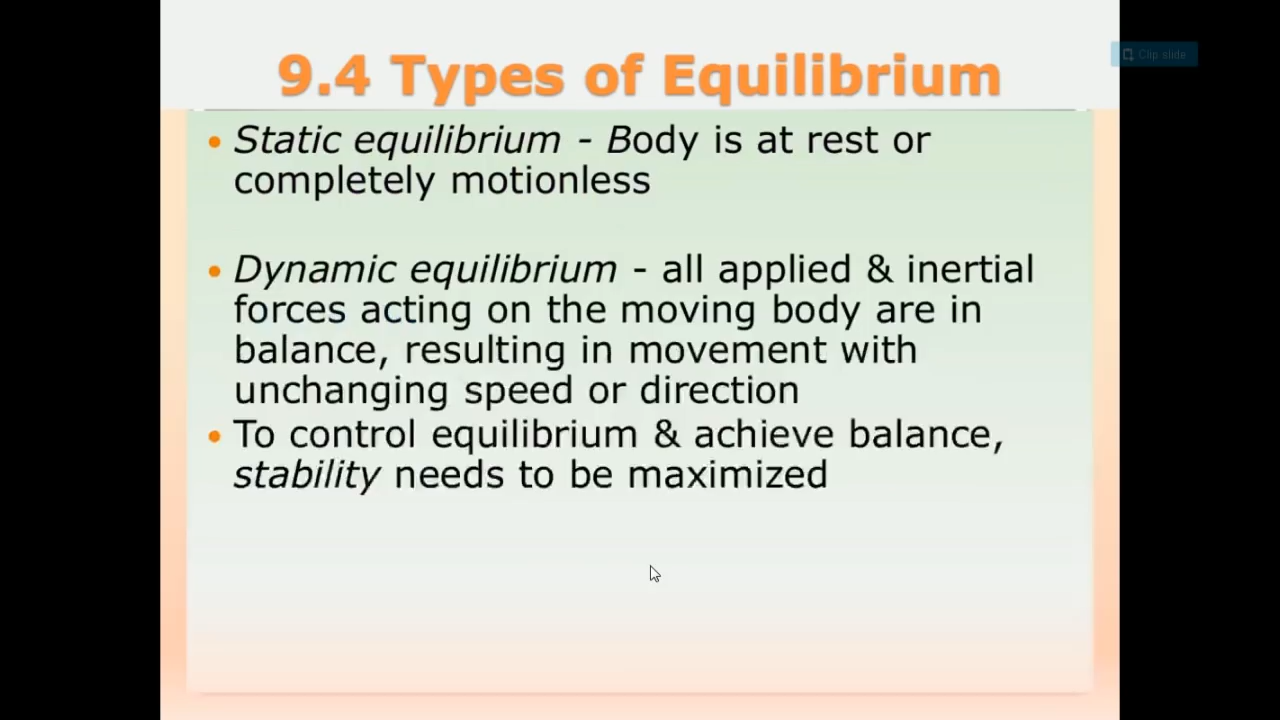 Clip slide
9.4 Types of Equilibrium
• Static equilibrium - Body is at rest or
completely motionless
• Dynamic equilibrium - all applied & inertial
forces acting on the moving body are in
balance, resulting in movement with
unchanging speed or direction
• To control equilibrium & achieve balance,
stability needs to be maximized